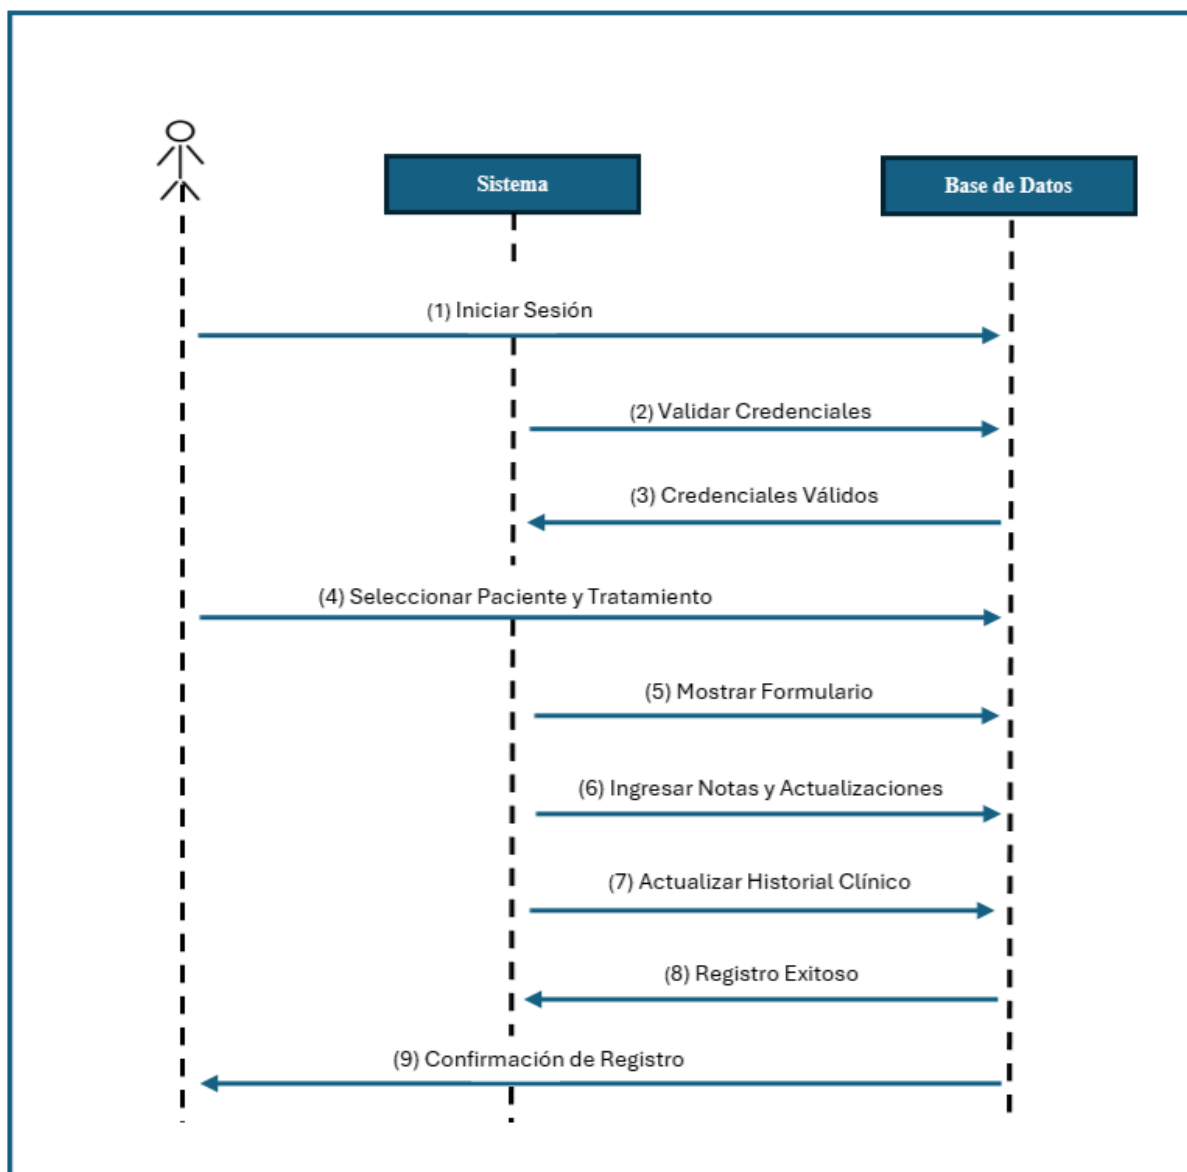 Sistema
Base de Datos
(1) Iniciar Sesión
(2) Validar Credenciales
(3) Credenciales Válidos
(4) Seleccionar Paciente y Tratamiento
(5) Mostrar Formulario
(6) Ingresar Notas y Actualizaciones
(7) Actualizar Historial Clínico
(8) Registro Exitoso
(9) Confirmación de Registro